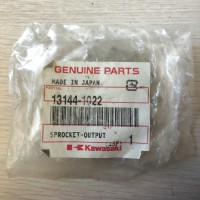 GENUINE PARTS
MADE IN JAPAN
13144-1022
SPROCKET-OUTPUT
1
Kawasaki